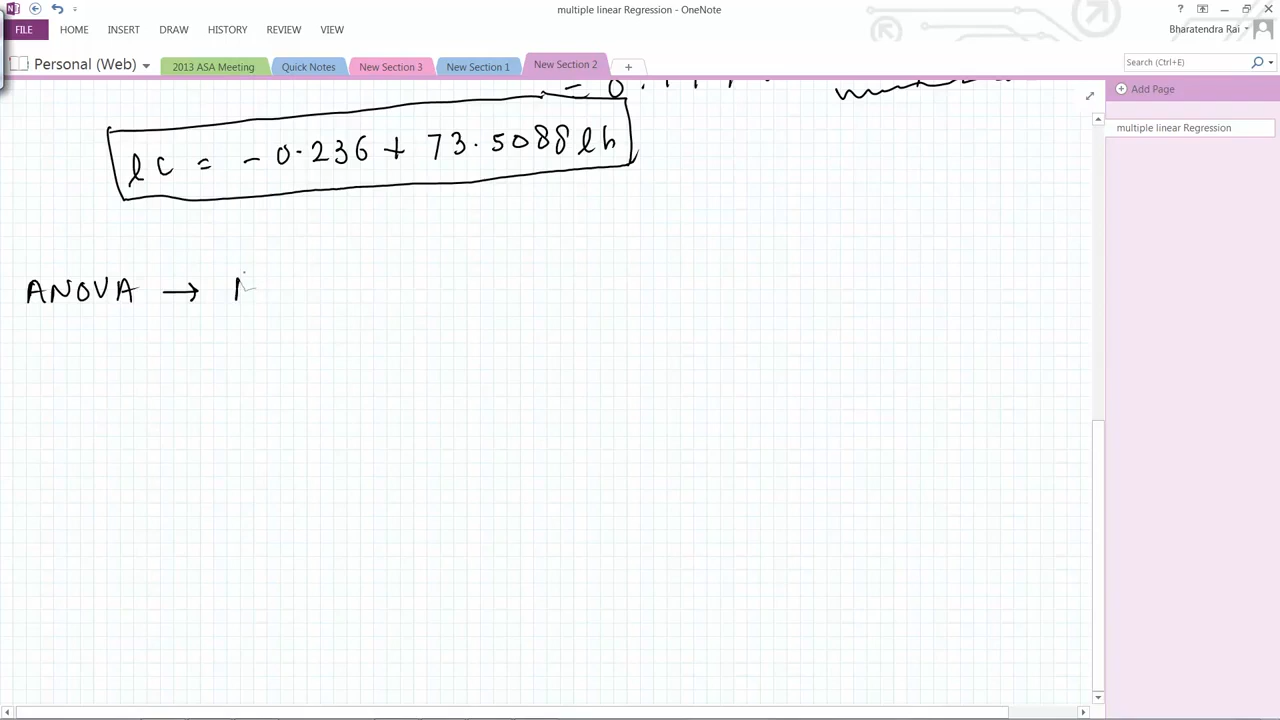 multiple linear Regression - OneNote
FILE HOME INSERT DRAW HISTORY REVIEW VIEW
Bharatendra Rai
Personal (Web) 2013 ASA Meeting Quick Notes New Section 3 New Section 1 New Section 2
Search (Ctrl+E)
Add Page
multiple linear Regression
lc = - 0.236 + 73.5088 lh
ANOVA →